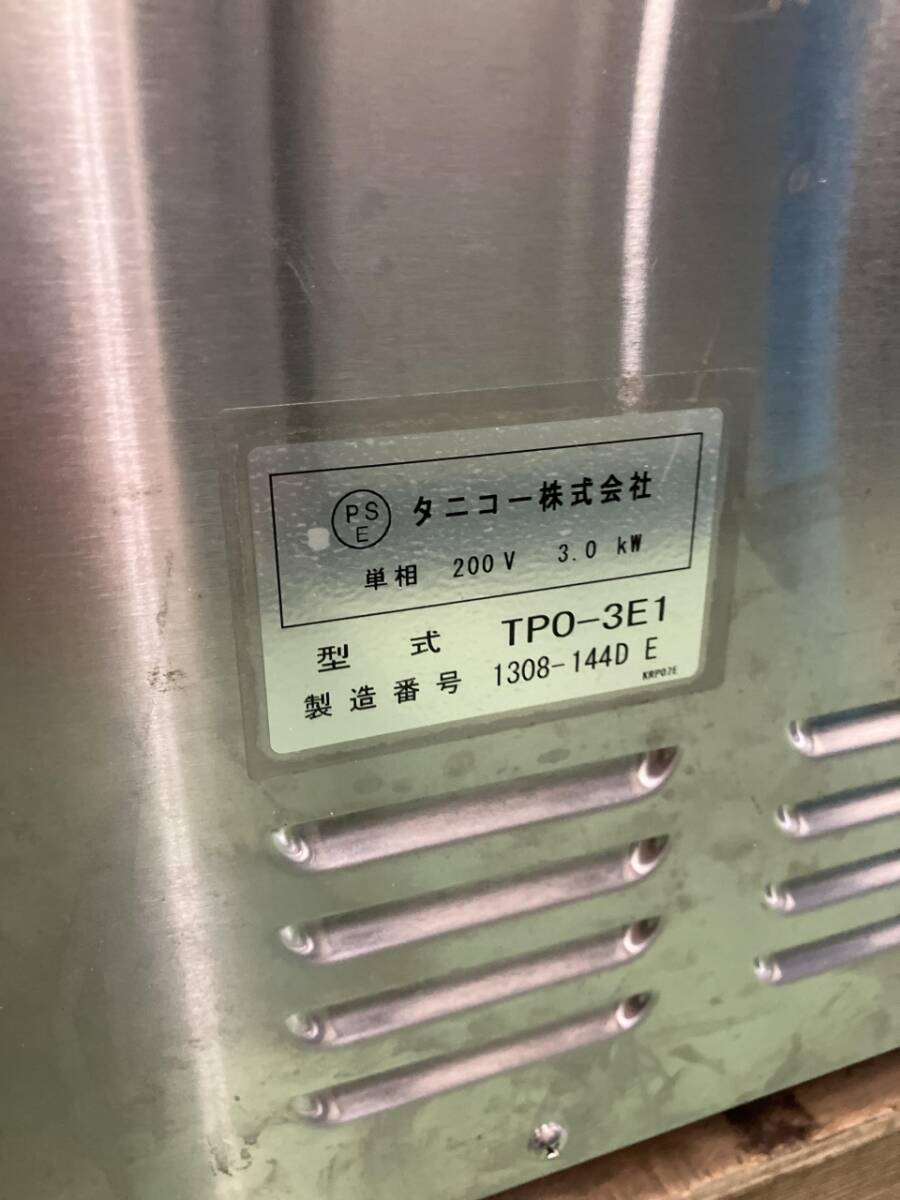 PS
E
タニコー株式会社
単相 200V 3.0 kW
型式 TPO-3E1
製造番号 1308-144D E
KRP07E